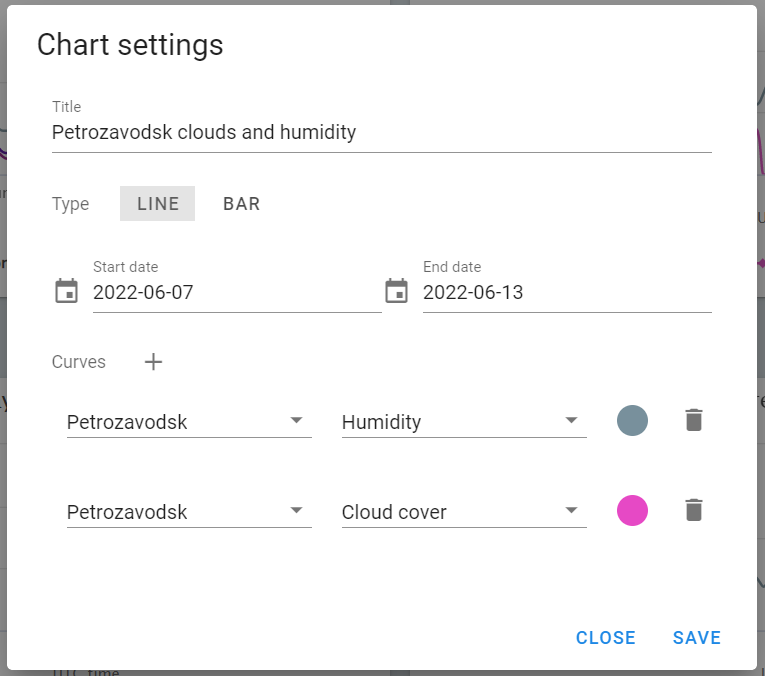 Chart settings
Title
Petrozavodsk clouds and humidity
Type LINE BAR
Start date End date
2022-06-07 2022-06-13
Curves
Petrozavodsk Humidity
Petrozavodsk Cloud cover
CLOSE SAVE